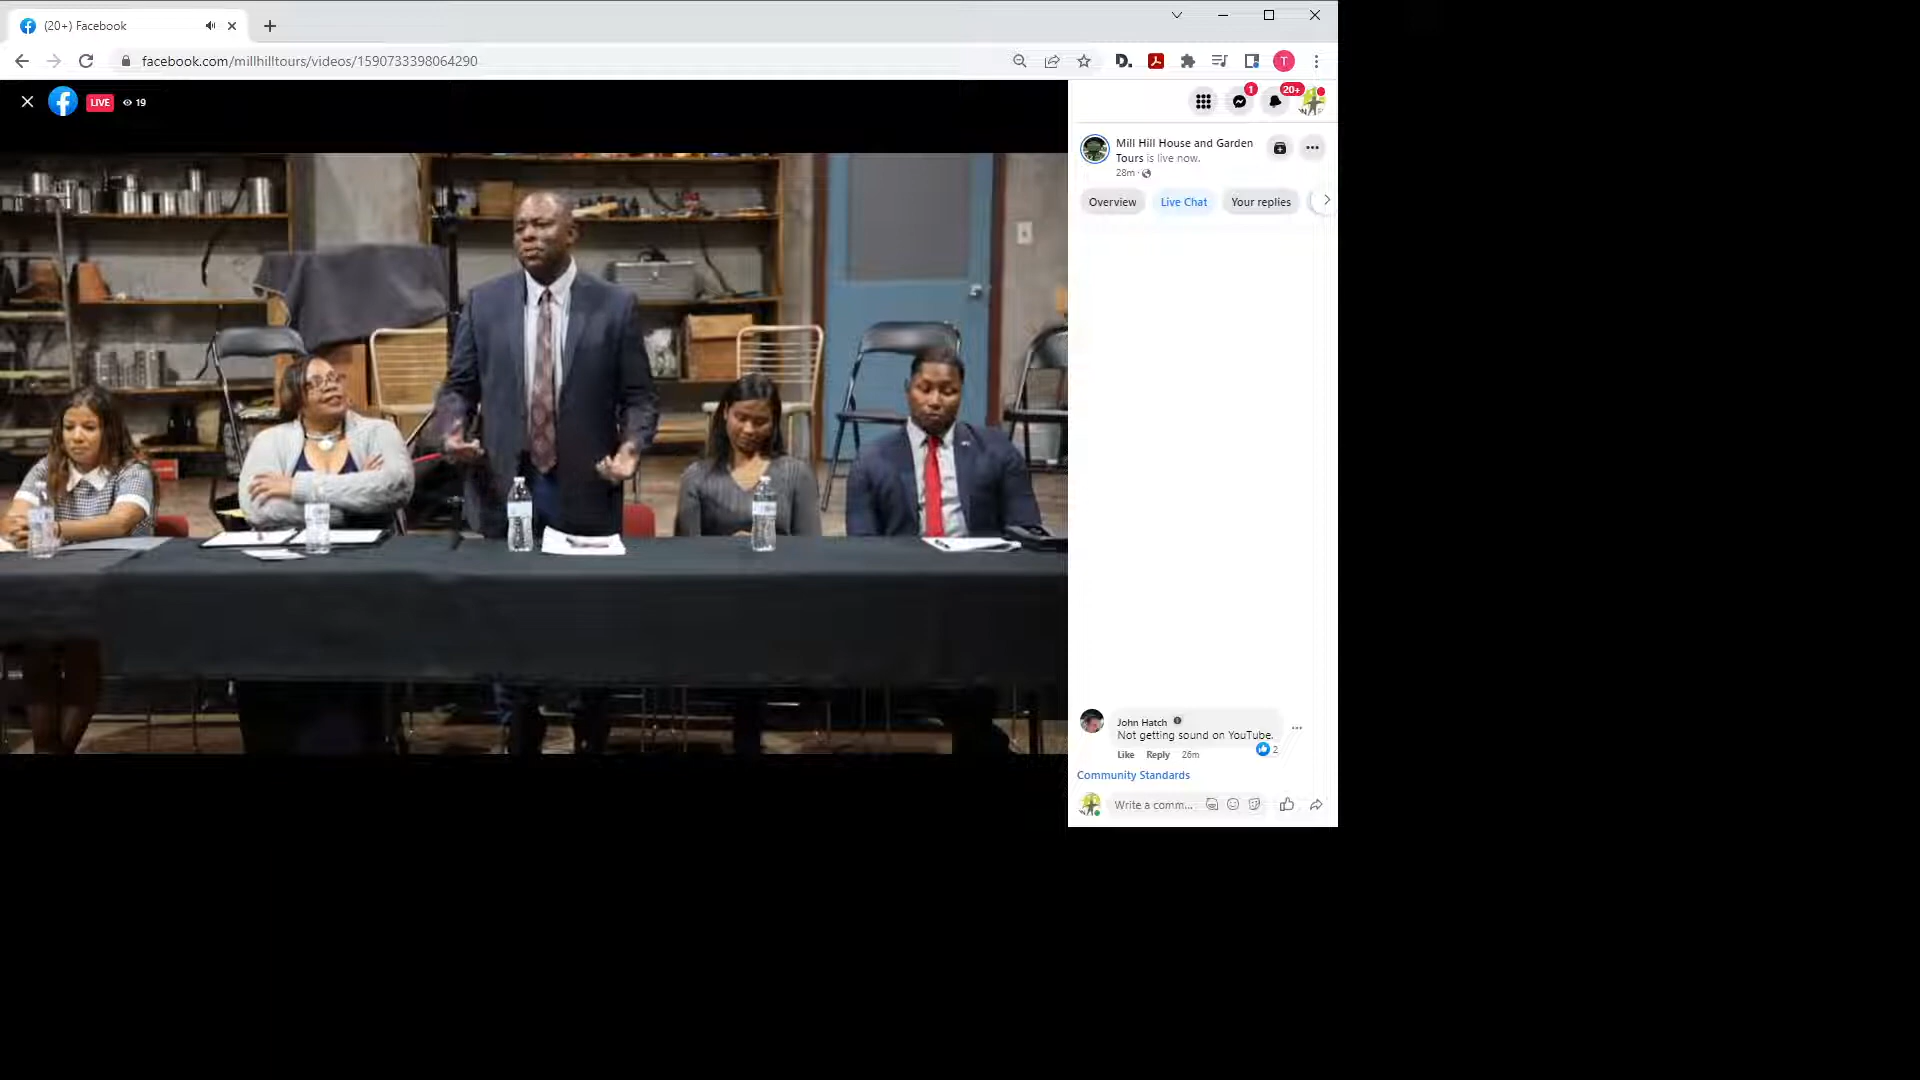 (20+) Facebook
facebook.com/millhilltours/videos/1590733398064290
D.
T
LIVE
19
1
20+
Mill Hill House and Garden
Tours is live now.
28m ·
Overview
Live Chat
Your replies
John Hatch
Not getting sound on YouTube.
2
Like
Reply
26m
Community Standards
Write a comm...